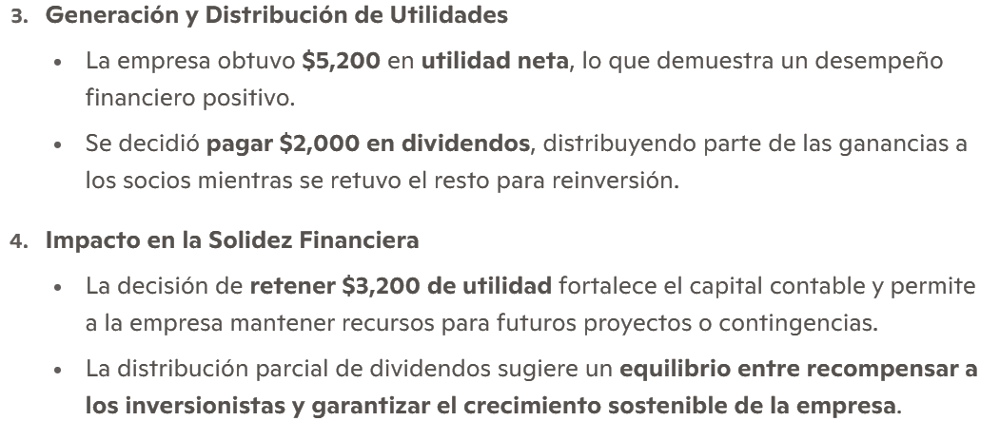 3. Generación y Distribución de Utilidades
• La empresa obtuvo $5,200 en utilidad neta, lo que demuestra un desempeño
financiero positivo.
• Se decidió pagar $2,000 en dividendos, distribuyendo parte de las ganancias a
los socios mientras se retuvo el resto para reinversión.
4. Impacto en la Solidez Financiera
• La decisión de retener $3,200 de utilidad fortalece el capital contable y permite
a la empresa mantener recursos para futuros proyectos o contingencias.
• La distribución parcial de dividendos sugiere un equilibrio entre recompensar a
los inversionistas y garantizar el crecimiento sostenible de la empresa.